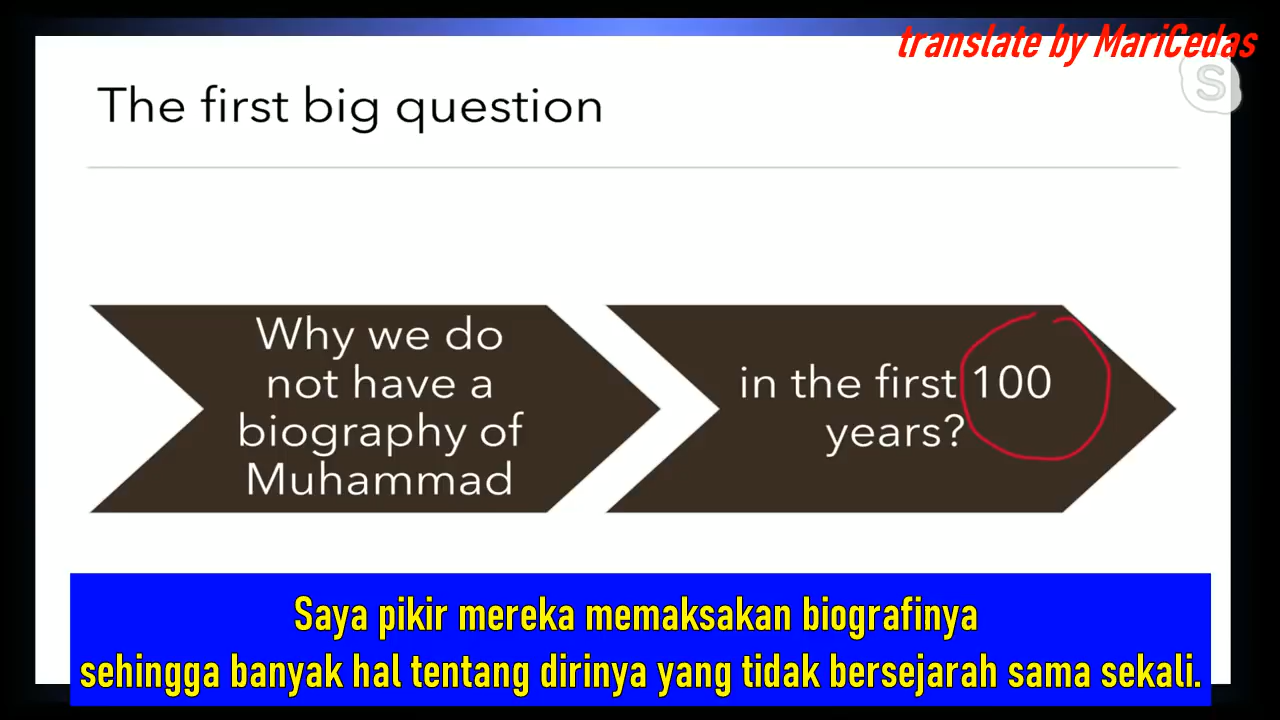 translate by MariCedas
S
The first big question
Why we do
not have a
biography of
Muhammad
in the first 100
years?
Saya pikir mereka memaksakan biografinya
sehingga banyak hal tentang dirinya yang tidak bersejarah sama sekali.